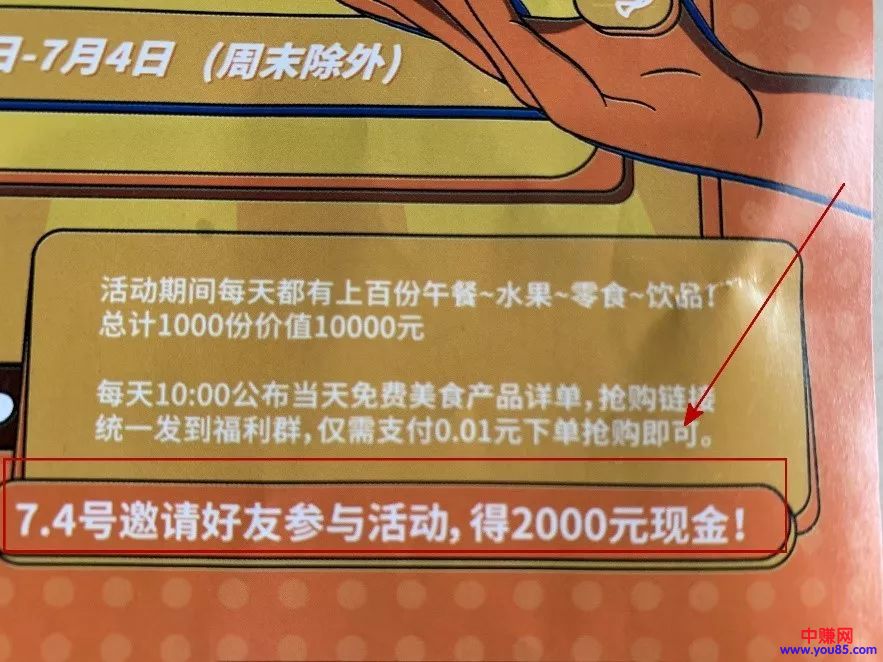 日-7月4日（周末除外）
活动期间每天都有上百份午餐~水果~零食~饮品！
总计1000份价值10000元
每天10:00公布当天免费美食产品详单,抢购链接
统一发到福利群,仅需支付0.01元下单抢购即可。
7.4号邀请好友参与活动,得2000元现金!
中赚网
www.you85.com